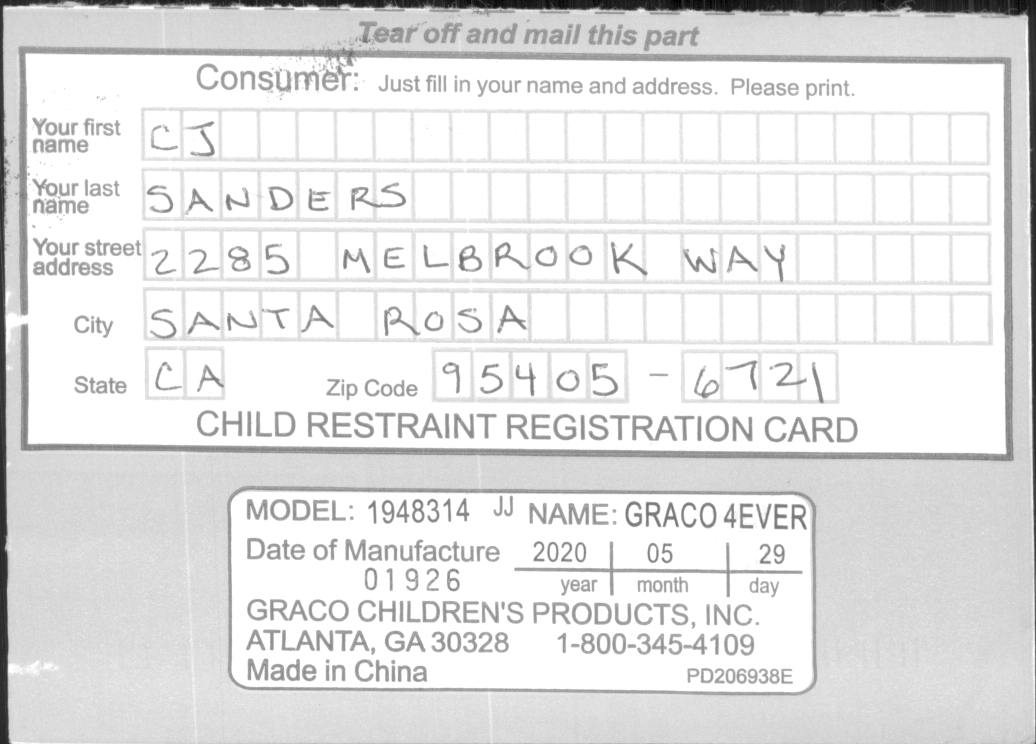 Tear off and mail this part
Consumer: Just fill in your name and address. Please print.
Your first name CJ
Your last name SANDERS
Your street address 2285 MELBROOK WAY
City SANTA ROSA
State CA Zip Code 95405 - 6721
CHILD RESTRAINT REGISTRATION CARD
MODEL: 1948314 JJ NAME: GRACO 4EVER
Date of Manufacture 2020 05 29
01926 year month day
GRACO CHILDREN'S PRODUCTS, INC.
ATLANTA, GA 30328 1-800-345-4109
Made in China PD206938E